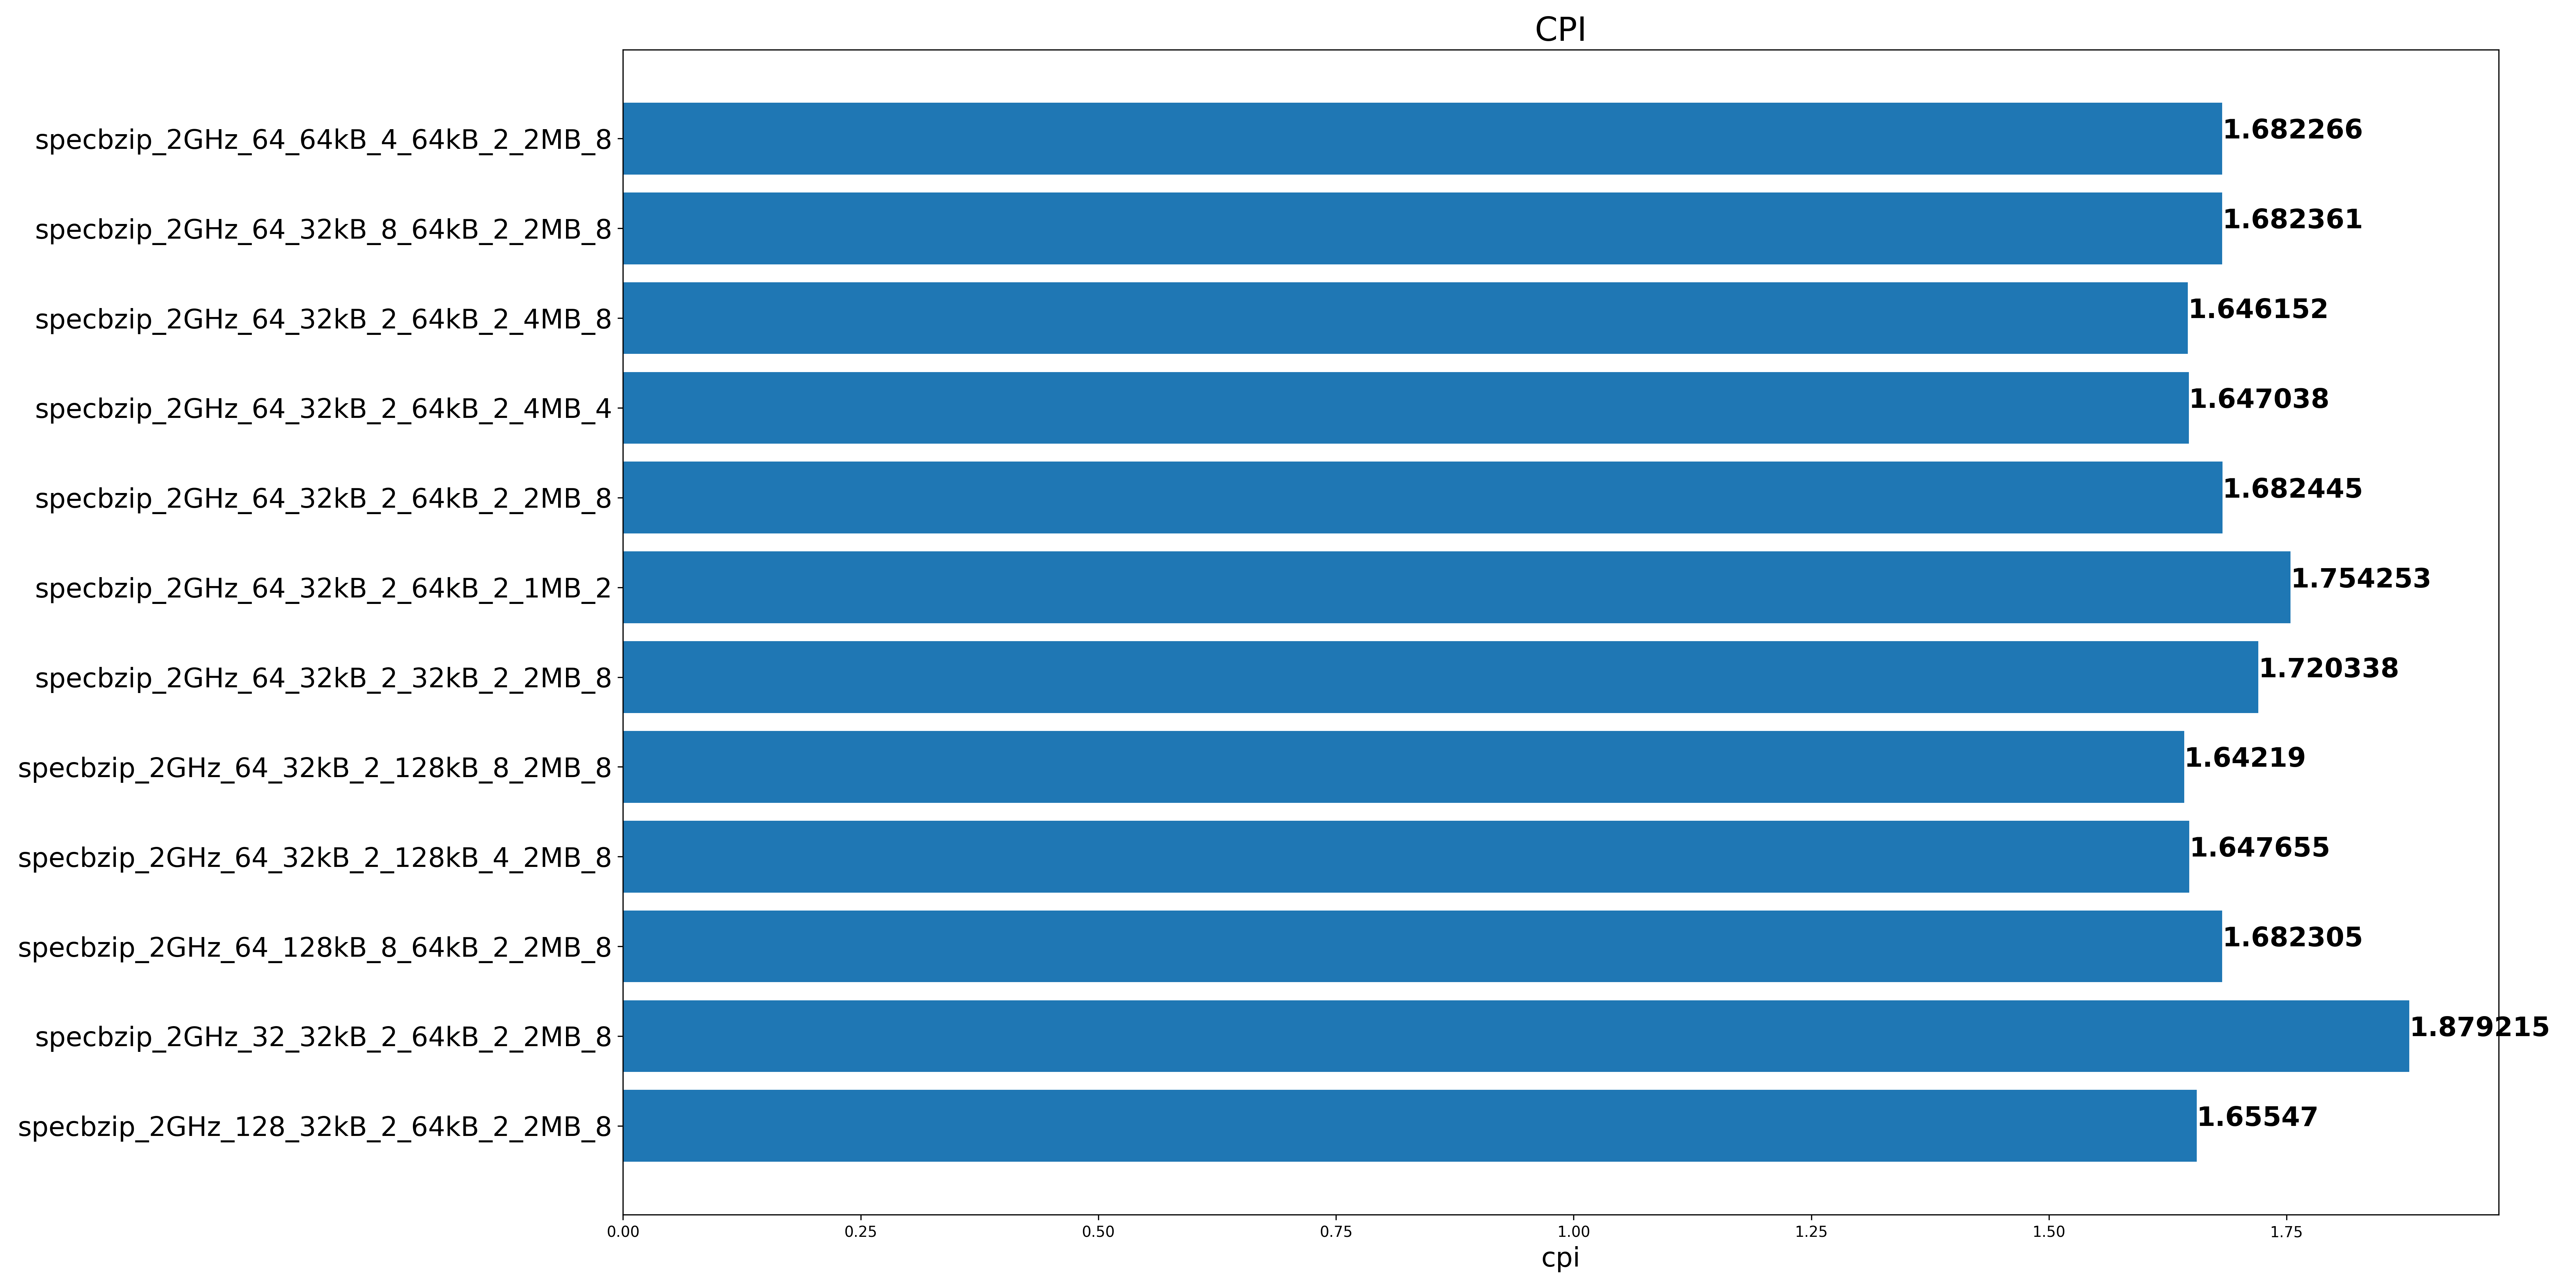 CPI
specbzip_2GHz_64_64kB_4_64kB_2_2MB_8 1.682266
specbzip_2GHz_64_32kB_8_64kB_2_2MB_8 1.682361
specbzip_2GHz_64_32kB_2_64kB_2_4MB_8 1.646152
specbzip_2GHz_64_32kB_2_64kB_2_4MB_4 1.647038
specbzip_2GHz_64_32kB_2_64kB_2_2MB_8 1.682445
specbzip_2GHz_64_32kB_2_64kB_2_1MB_2 1.754253
specbzip_2GHz_64_32kB_2_32kB_2_2MB_8 1.720338
specbzip_2GHz_64_32kB_2_128kB_8_2MB_8 1.64219
specbzip_2GHz_64_32kB_2_128kB_4_2MB_8 1.647655
specbzip_2GHz_64_128kB_8_64kB_2_2MB_8 1.682305
specbzip_2GHz_32_32kB_2_64kB_2_2MB_8 1.879215
specbzip_2GHz_128_32kB_2_64kB_2_2MB_8 1.65547
0.00 0.25 0.50 0.75 1.00 1.25 1.50 1.75
cpi